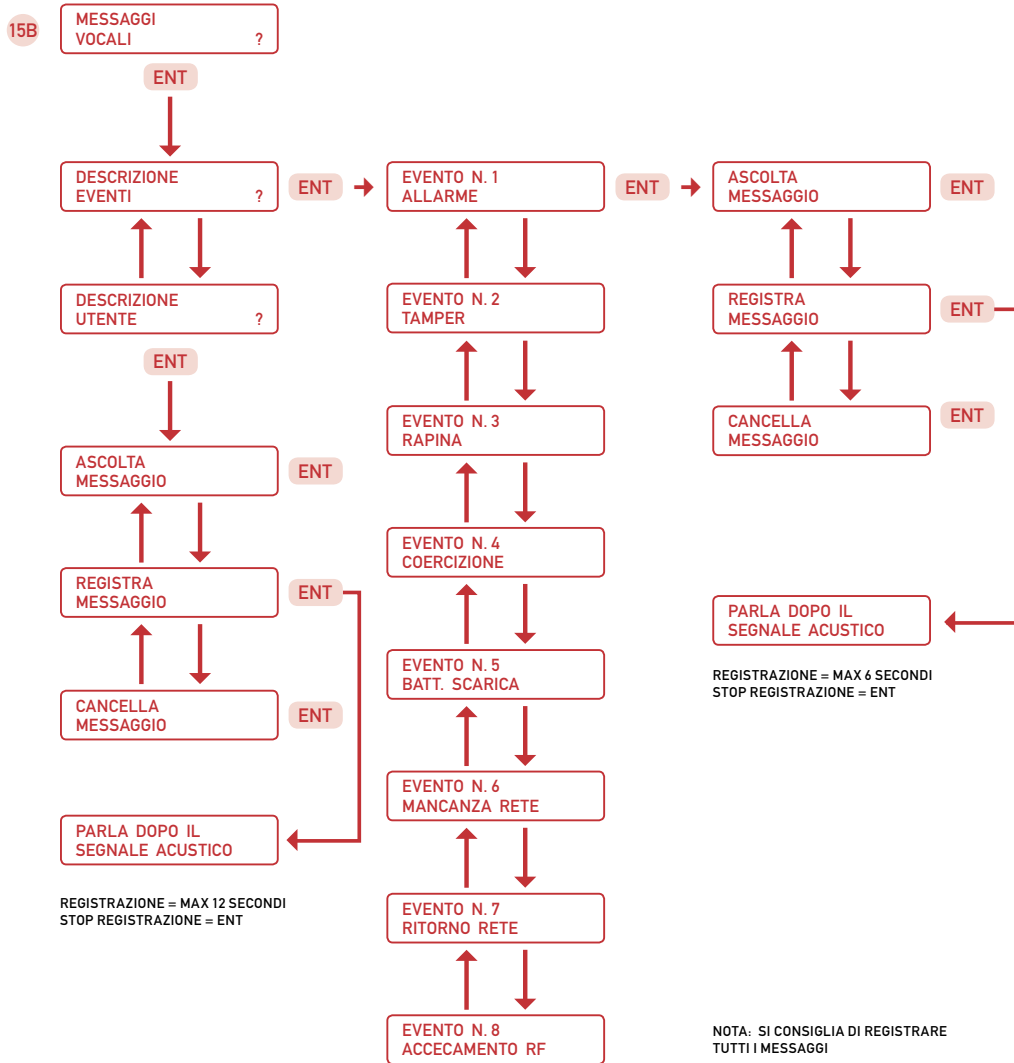 15B
MESSAGGI
VOCALI ?
ENT
DESCRIZIONE
EVENTI ?
ENT
DESCRIZIONE
UTENTE ?
ENT
ASCOLTA
MESSAGGIO
ENT
REGISTRA
MESSAGGIO
ENT
CANCELLA
MESSAGGIO
ENT
PARLA DOPO IL
SEGNALE ACUSTICO
REGISTRAZIONE = MAX 12 SECONDI
STOP REGISTRAZIONE = ENT
EVENTO N. 1
ALLARME
ENT
EVENTO N. 2
TAMPER
EVENTO N. 3
RAPINA
EVENTO N. 4
COERCIZIONE
EVENTO N. 5
BATT. SCARICA
EVENTO N. 6
MANCANZA RETE
EVENTO N. 7
RITORNO RETE
EVENTO N. 8
ACCECAMENTO RF
ASCOLTA
MESSAGGIO
ENT
REGISTRA
MESSAGGIO
ENT
CANCELLA
MESSAGGIO
ENT
PARLA DOPO IL
SEGNALE ACUSTICO
REGISTRAZIONE = MAX 6 SECONDI
STOP REGISTRAZIONE = ENT
NOTA: SI CONSIGLIA DI REGISTRARE
TUTTI I MESSAGGI